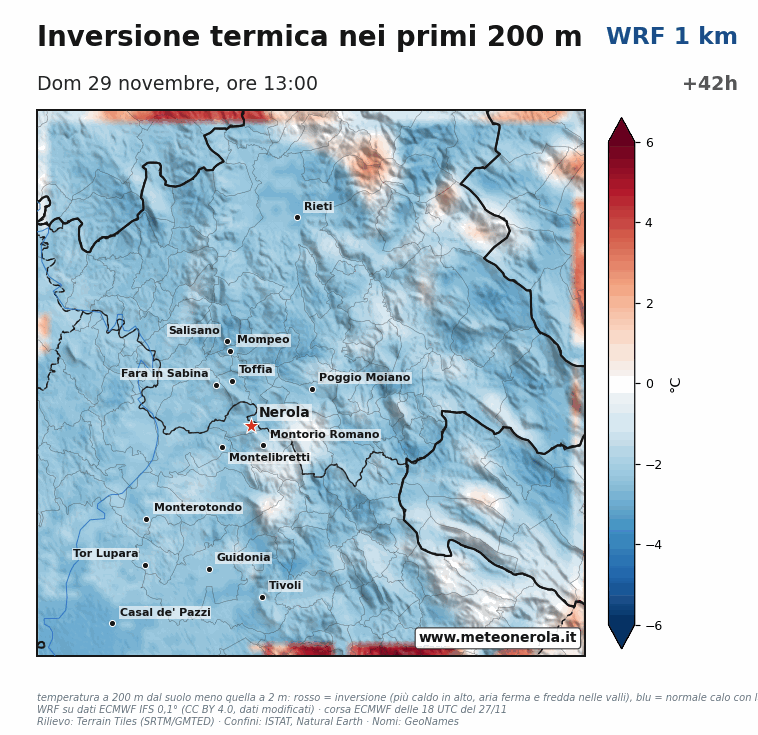 Inversione termica nei primi 200 m WRF 1 km
Dom 29 novembre, ore 13:00 +42h
Rieti
Salisano
Mompeo
Fara in Sabina
Toffia
Poggio Moiano
Nerola
Montorio Romano
Montelibretti
Monterotondo
Tor Lupara
Guidonia
Tivoli
Casal de' Pazzi
www.meteonerola.it
6
4
2
0
−2
−4
−6
°C
temperatura a 200 m dal suolo meno quella a 2 m: rosso = inversione (più caldo in alto, aria ferma e fredda nelle valli), blu = normale calo con l
WRF su dati ECMWF IFS 0,1° (CC BY 4.0, dati modificati) · corsa ECMWF delle 18 UTC del 27/11
Rilievo: Terrain Tiles (SRTM/GMTED) · Confini: ISTAT, Natural Earth · Nomi: GeoNames